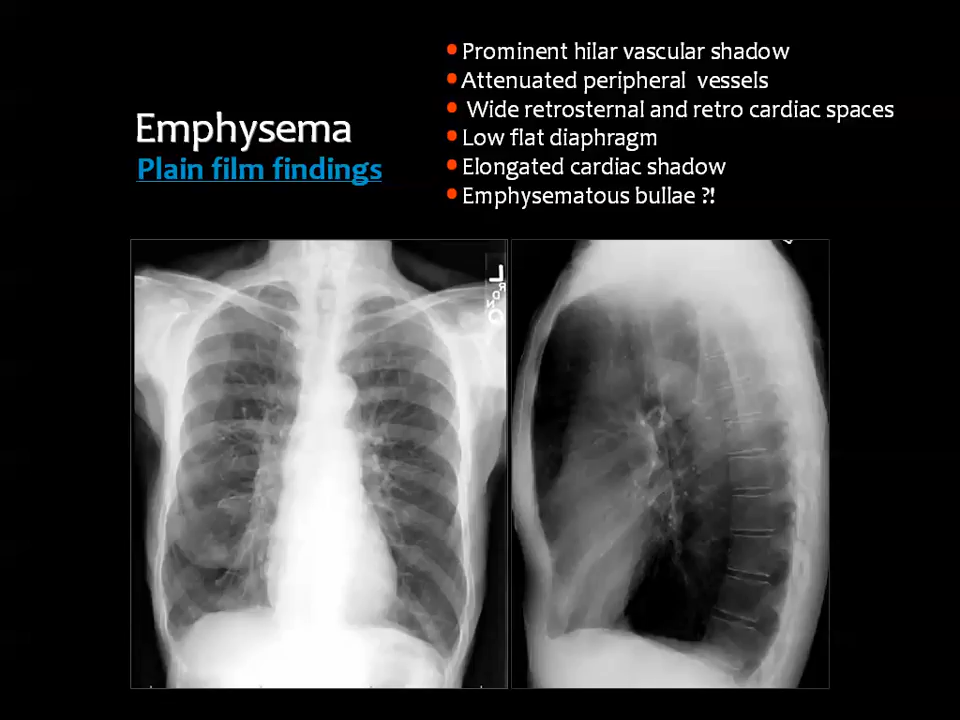 Emphysema
Plain film findings
• Prominent hilar vascular shadow
• Attenuated peripheral vessels
• Wide retrosternal and retro cardiac spaces
• Low flat diaphragm
• Elongated cardiac shadow
• Emphysematous bullae ?!
L